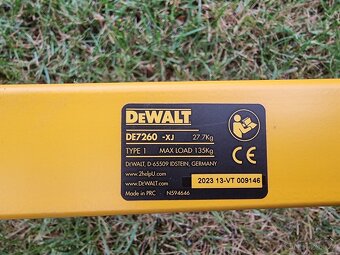 DEWALT
DE7260 -XJ 27.7Kg
TYPE 1 MAX LOAD 135Kg
DEWALT, D-65509 IDSTEIN, GERMANY
www.2helpU.com
www.DEWALT.com
Made in PRC N594646
CE
2023 13-VT 009146